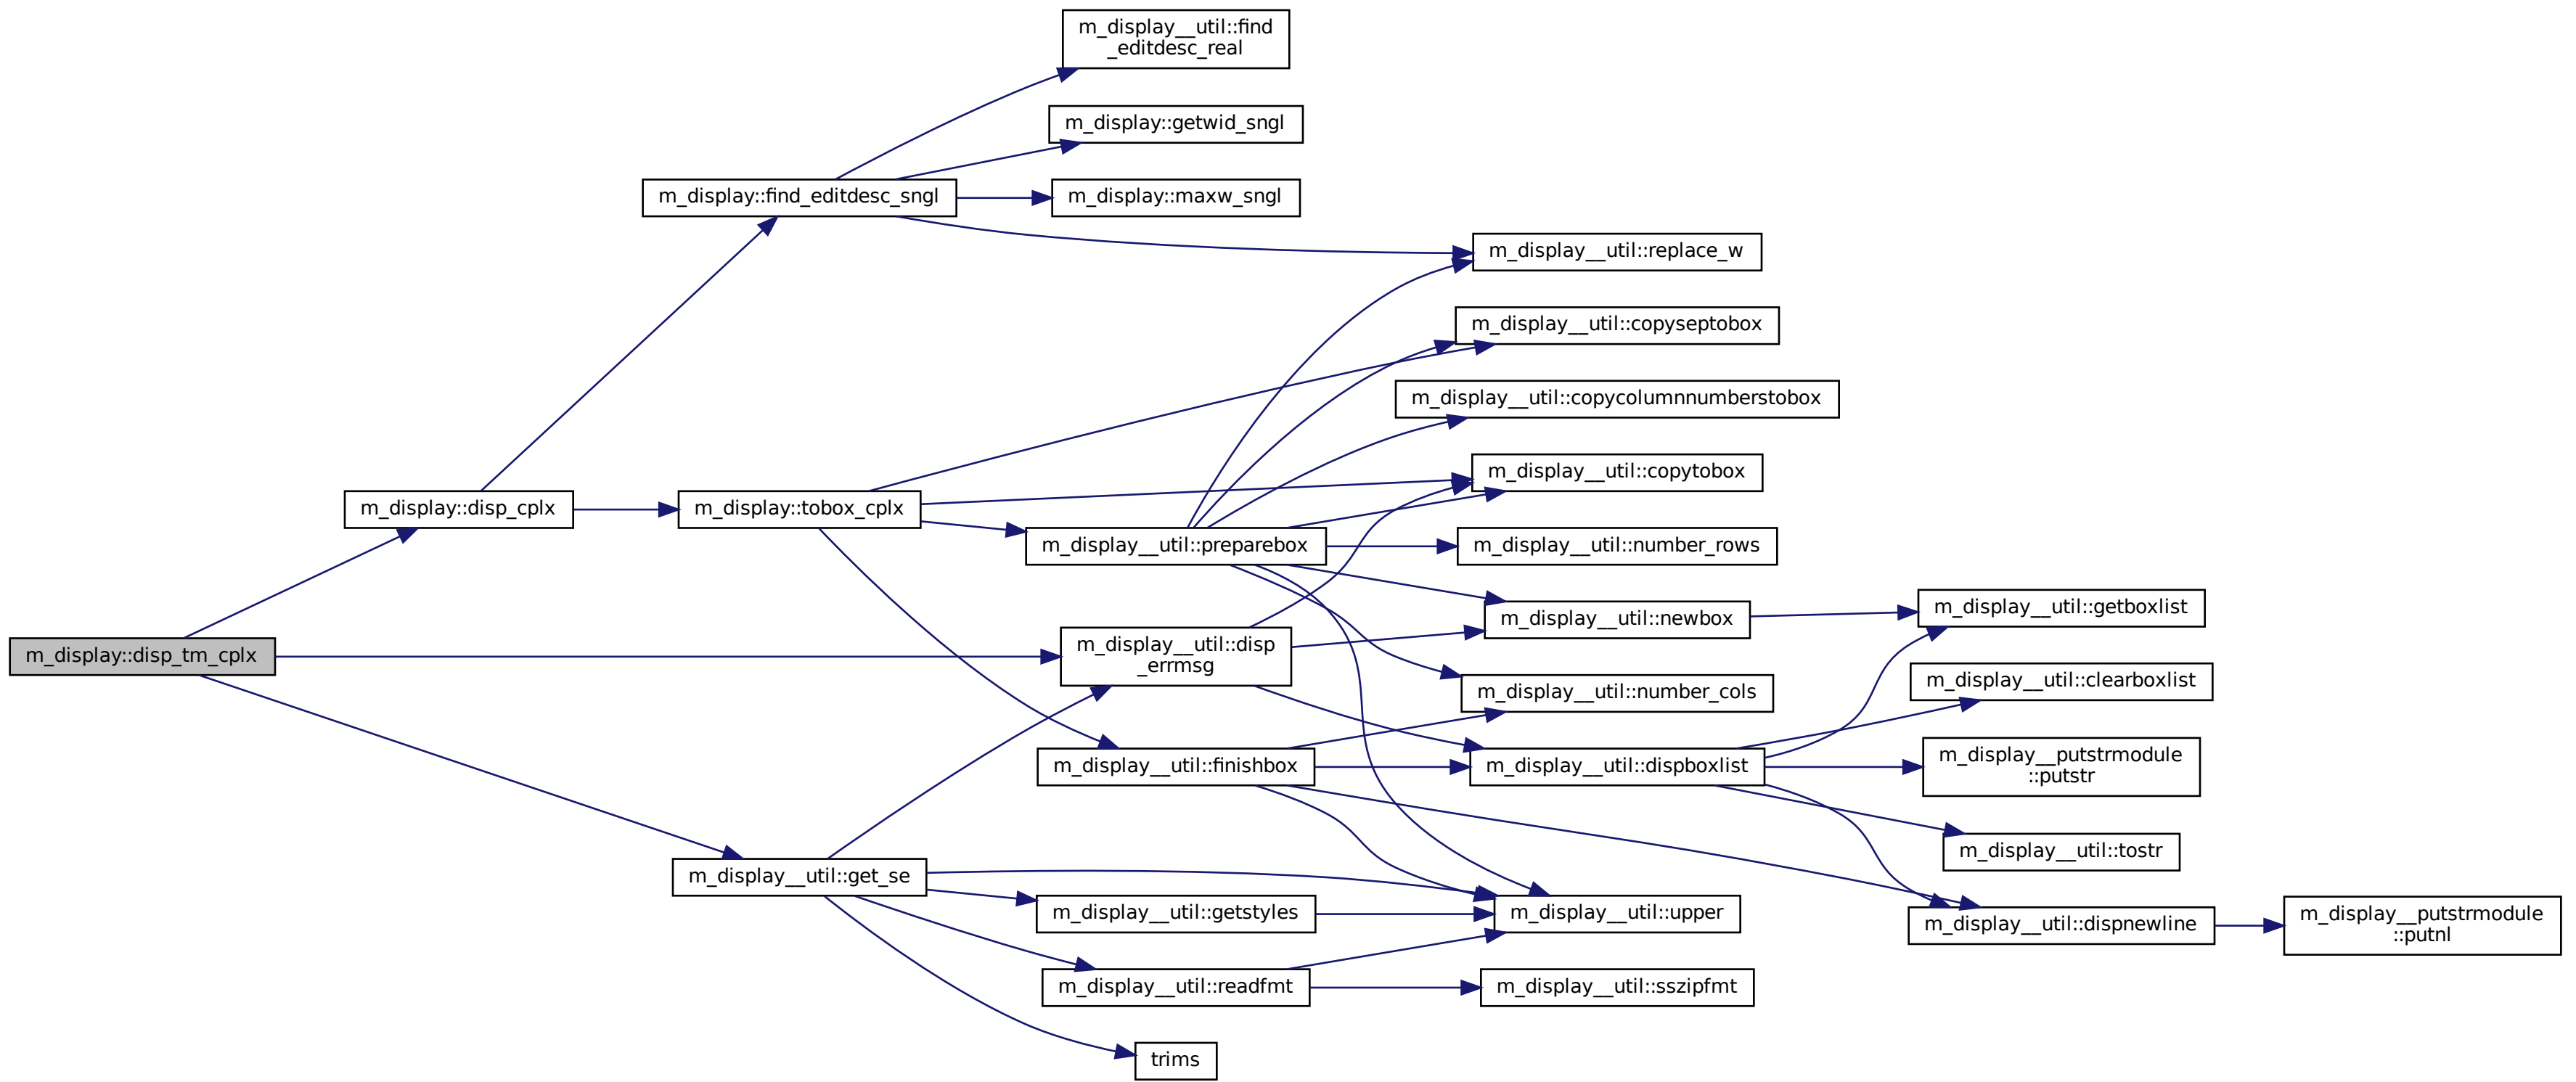 m_display__util::find
_editdesc_real
m_display::getwid_sngl
m_display::find_editdesc_sngl
m_display::maxw_sngl
m_display__util::replace_w
m_display__util::copyseptobox
m_display__util::copycolumnnumberstobox
m_display__util::copytobox
m_display::disp_cplx
m_display::tobox_cplx
m_display__util::preparebox
m_display__util::number_rows
m_display__util::getboxlist
m_display__util::newbox
m_display::disp_tm_cplx
m_display__util::disp
_errmsg
m_display__util::clearboxlist
m_display__util::number_cols
m_display__util::finishbox
m_display__util::dispboxlist
m_display__putstrmodule
::putstr
m_display__util::tostr
m_display__util::get_se
m_display__util::getstyles
m_display__util::upper
m_display__util::dispnewline
m_display__putstrmodule
::putnl
m_display__util::readfmt
m_display__util::sszipfmt
trims